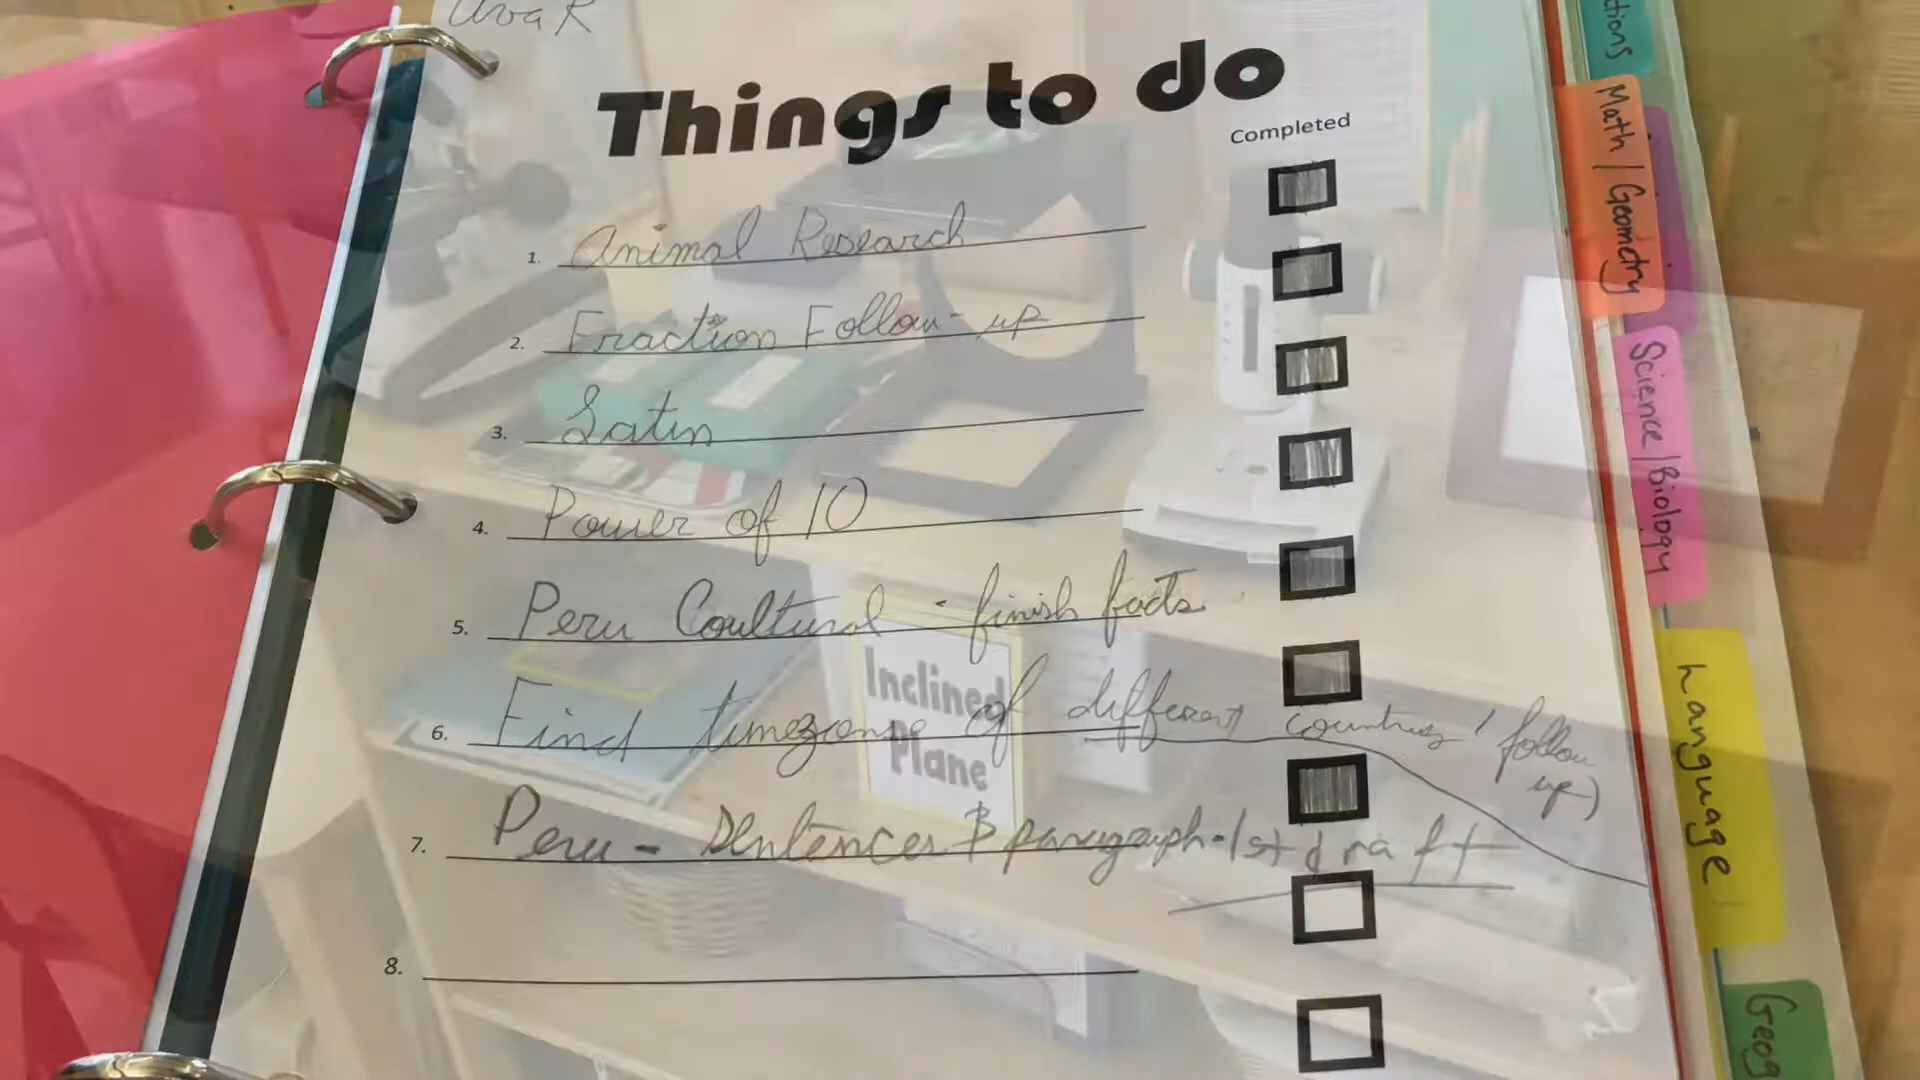 Ava R
Things to do
Completed
1. Animal Research
2. Fraction Follow-up
3. Latin
4. Power of 10
5. Peru Coultural - finish facts
6. Find timezone of different countries (follow
up)
7. Peru - Sentences & paragraph-1st draft
8.
Inclined
Plane
ctions
Math / Geometry
Science / Biology
Language
Geog